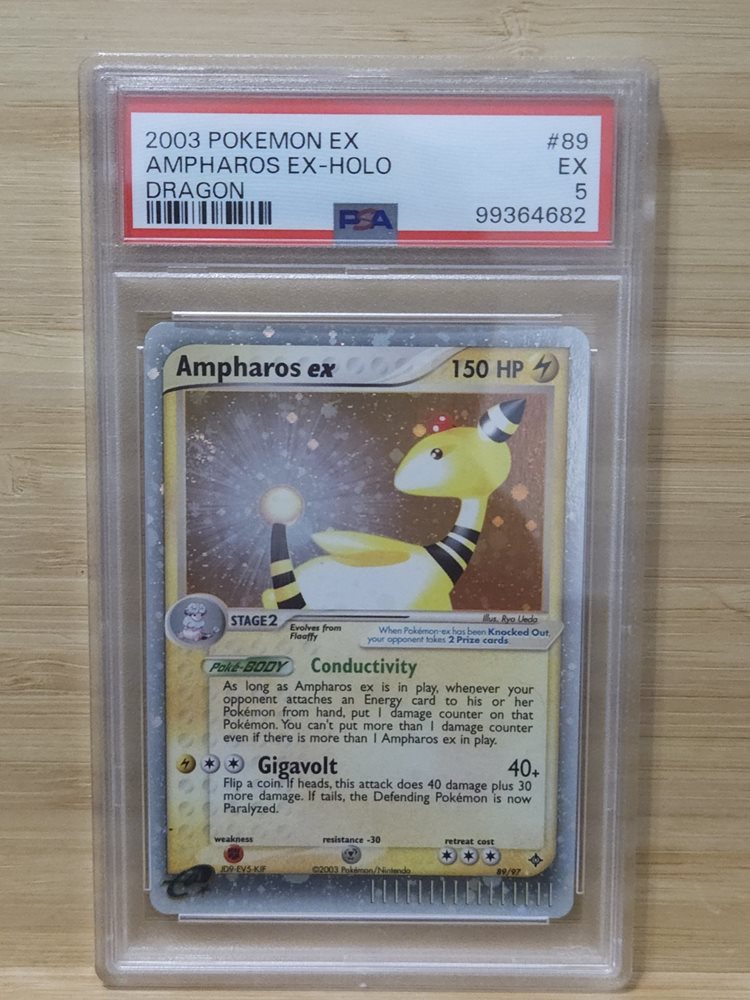 2003 POKEMON EX #89
AMPHAROS EX-HOLO EX
DRAGON 5
PSA 99364682
Ampharos ex 150 HP
Illus. Ryo Ueda
STAGE2 Evolves from
Flaaffy
When Pokémon-ex has been Knocked Out,
your opponent takes 2 Prize cards.
Poké-BODY Conductivity
As long as Ampharos ex is in play, whenever your
opponent attaches an Energy card to his or her
Pokémon from hand, put 1 damage counter on that
Pokémon. You can't put more than 1 damage counter
even if there is more than 1 Ampharos ex in play.
Gigavolt 40+
Flip a coin. If heads, this attack does 40 damage plus 30
more damage. If tails, the Defending Pokémon is now
Paralyzed.
weakness resistance -30 retreat cost
JD9-EV5-KIF ©2003 Pokémon/Nintendo 89/97